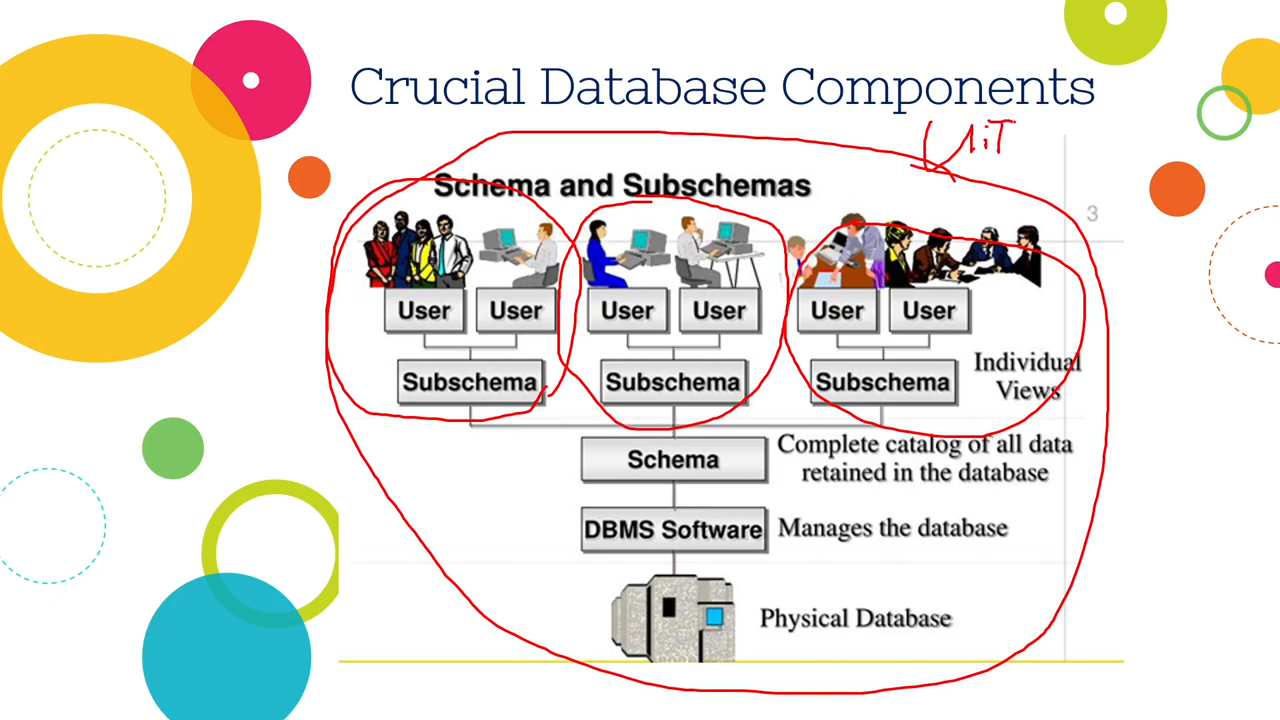 Crucial Database Components
Schema and Subschemas
3
User User User User User User
Subschema Subschema Subschema
Individual
Views
Schema
Complete catalog of all data
retained in the database
DBMS Software
Manages the database
Physical Database